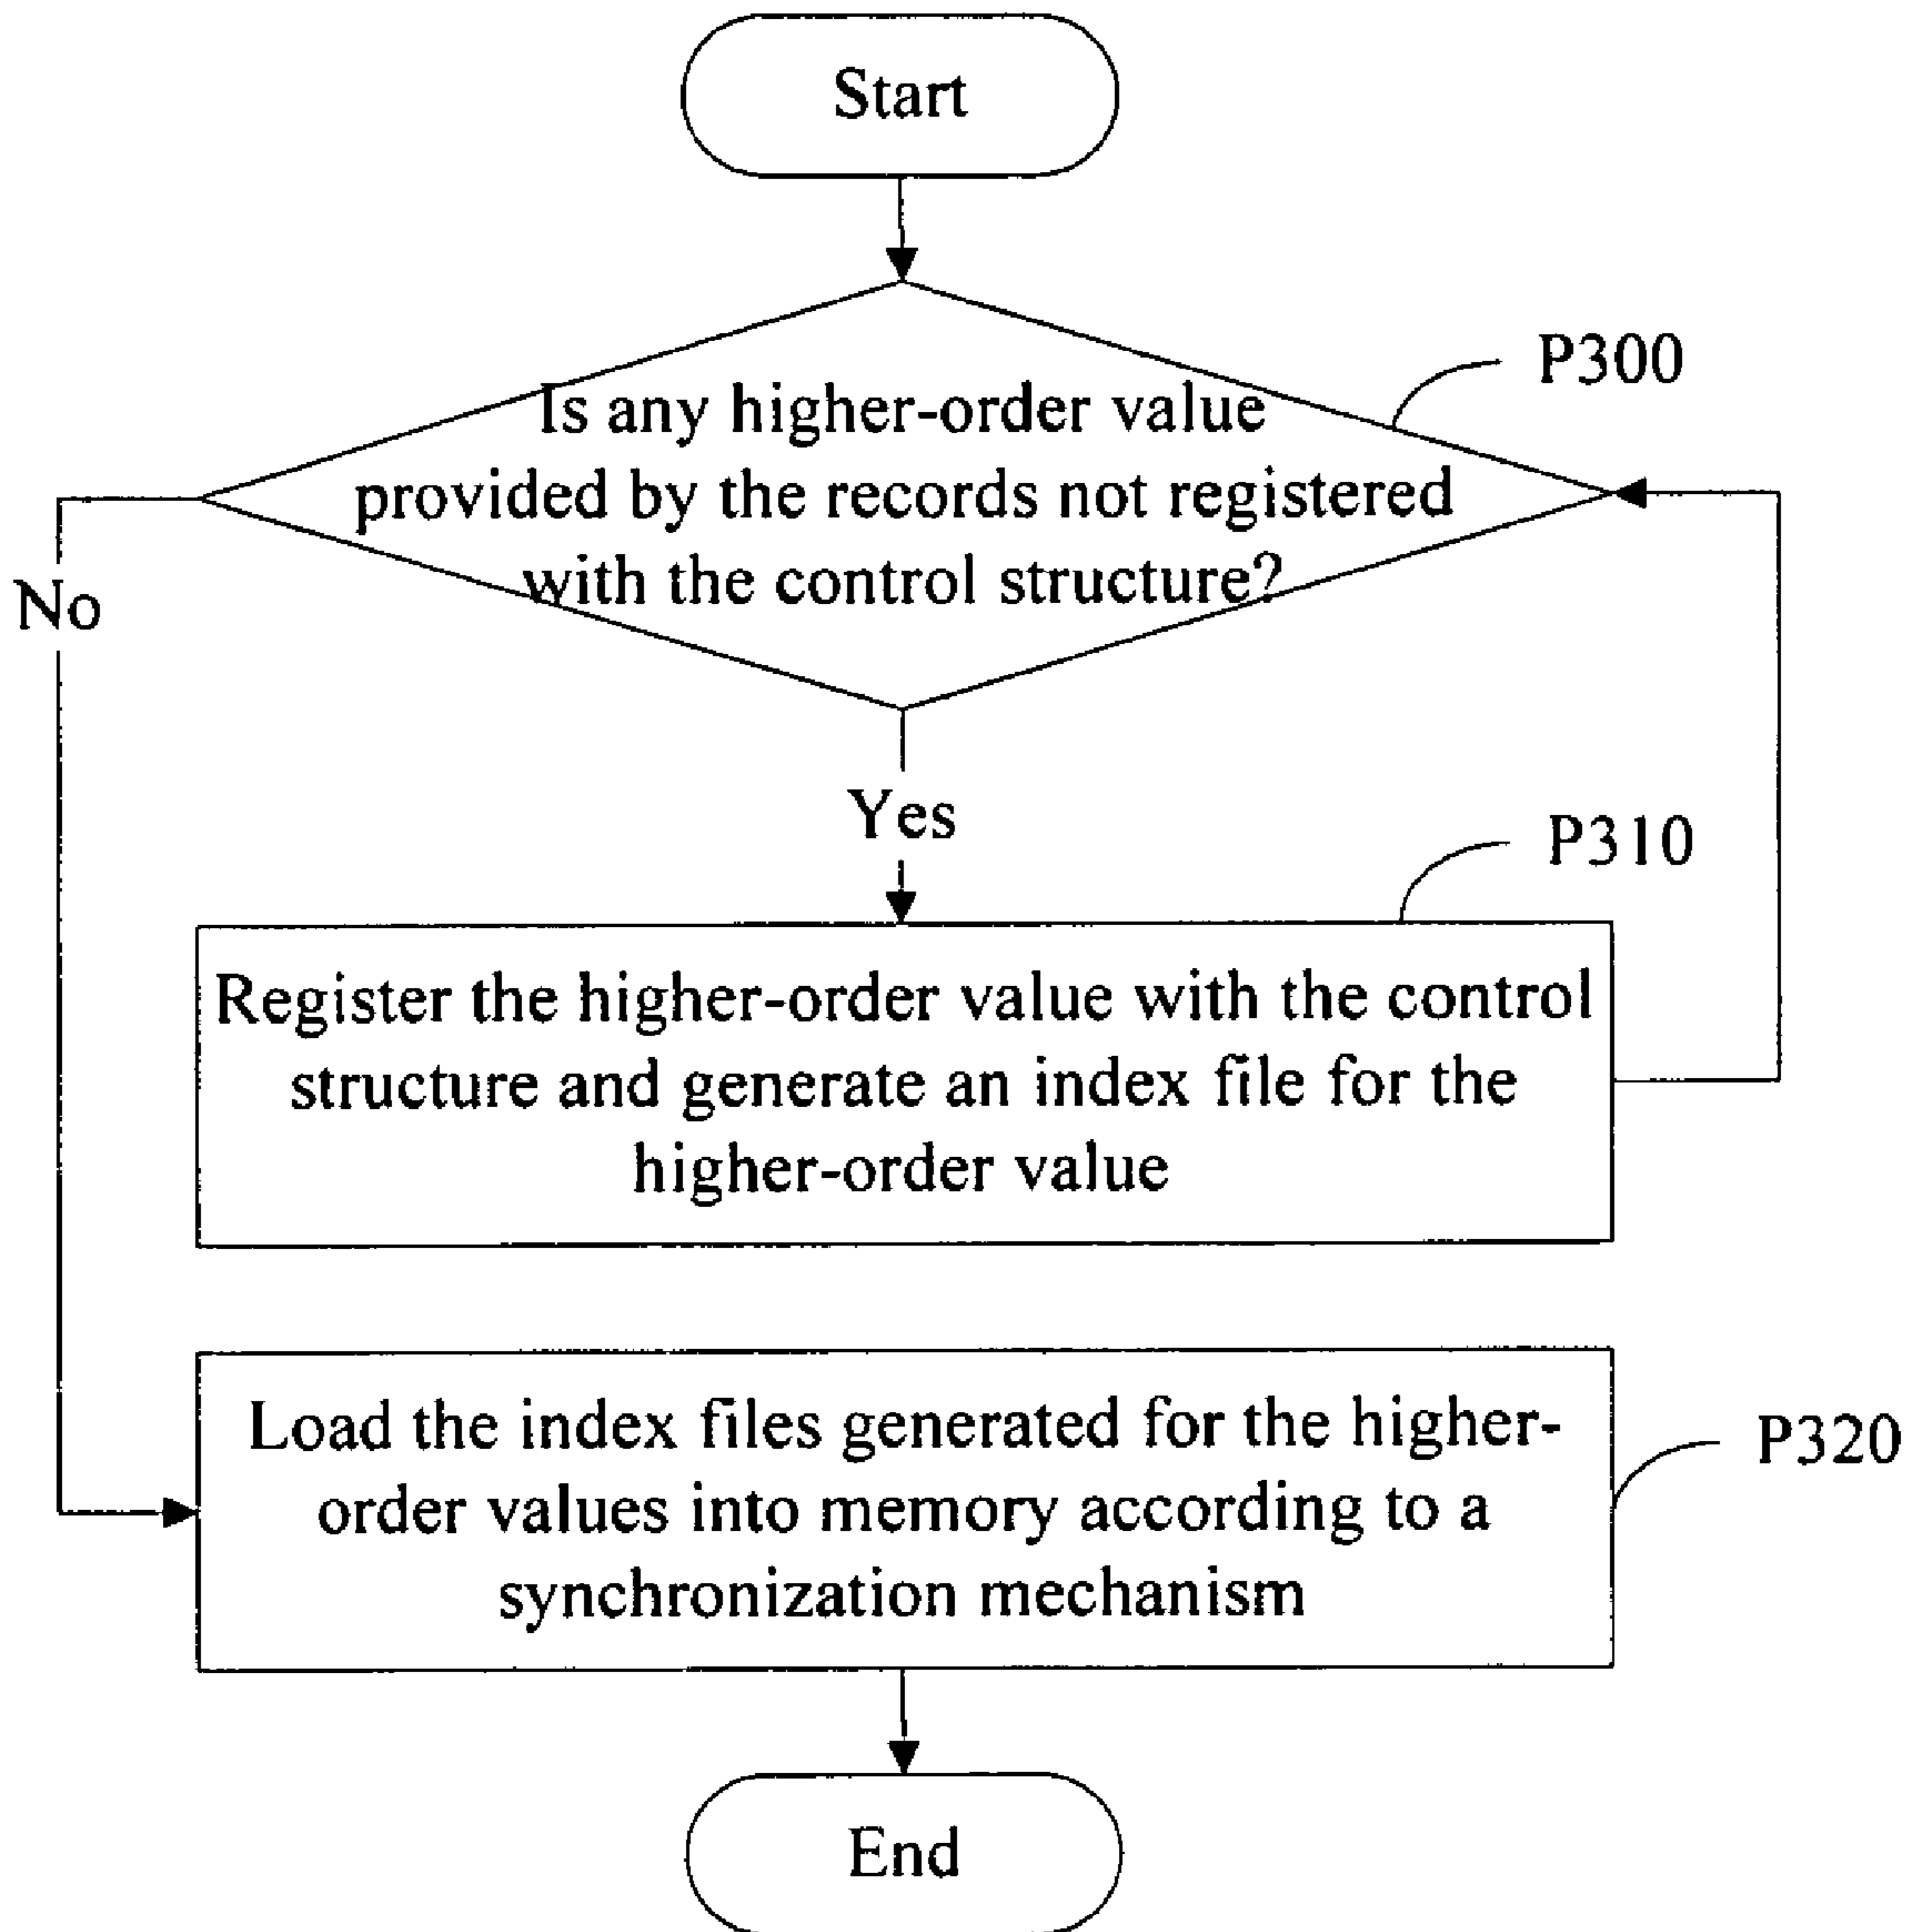 Start
P300
Is any higher-order value
provided by the records not registered
with the control structure?
No
Yes
P310
Register the higher-order value with the control
structure and generate an index file for the
higher-order value
Load the index files generated for the higher-
order values into memory according to a
synchronization mechanism
P320
End